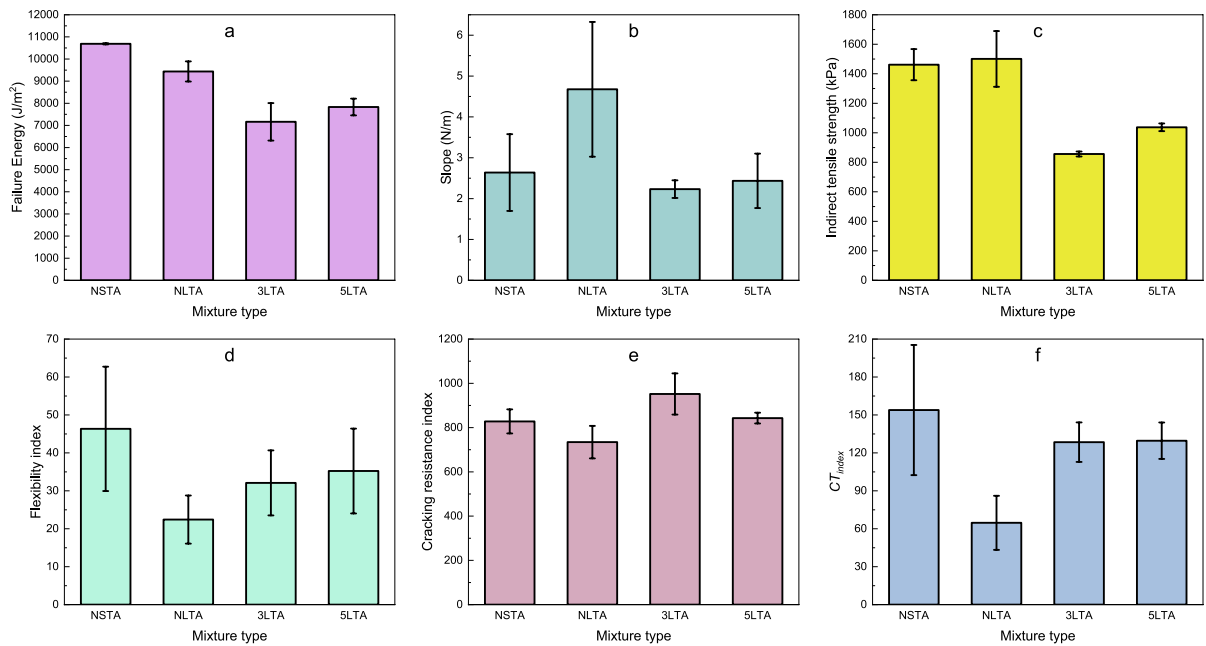 a
Failure Energy (J/m²)
12000
11000
10000
9000
8000
7000
6000
5000
4000
3000
2000
1000
0
NSTA NLTA 3LTA 5LTA
Mixture type
b
Slope (N/m)
6
5
4
3
2
1
0
NSTA NLTA 3LTA 5LTA
Mixture type
c
Indirect tensile strength (kPa)
1800
1600
1400
1200
1000
800
600
400
200
0
NSTA NLTA 3LTA 5LTA
Mixture type
d
Flexibility index
70
60
50
40
30
20
10
0
NSTA NLTA 3LTA 5LTA
Mixture type
e
Cracking resistance index
1200
1000
800
600
400
200
0
NSTA NLTA 3LTA 5LTA
Mixture type
f
CT_index
210
180
150
120
90
60
30
0
NSTA NLTA 3LTA 5LTA
Mixture type